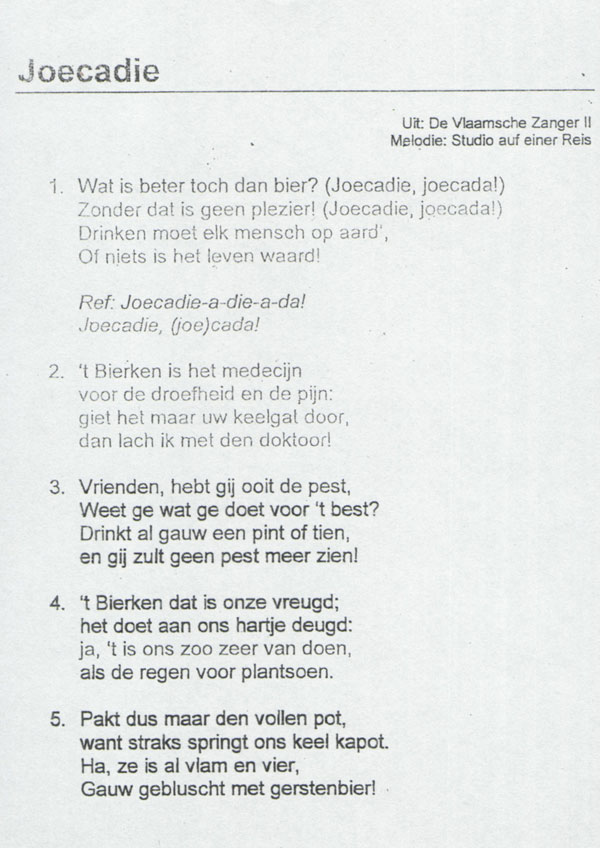 Joecadie
Uit: De Vlaamsche Zanger II
Melodie: Studio auf einer Reis
1. Wat is beter toch dan bier? (Joecadie, joecada!)
Zonder dat is geen plezier! (Joecadie, joecada!)
Drinken moet elk mensch op aard',
Of niets is het leven waard!
Ref: Joecadie-a-die-a-da!
Joecadie, (joe)cada!
2. 't Bierken is het medecijn
voor de droefheid en de pijn:
giet het maar uw keelgat door,
dan lach ik met den doktoor!
3. Vrienden, hebt gij ooit de pest,
Weet ge wat ge doet voor 't best?
Drinkt al gauw een pint of tien,
en gij zult geen pest meer zien!
4. 't Bierken dat is onze vreugd;
het doet aan ons hartje deugd:
ja, 't is ons zoo zeer van doen,
als de regen voor plantsoen.
5. Pakt dus maar den vollen pot,
want straks springt ons keel kapot.
Ha, ze is al vlam en vier,
Gauw gebluscht met gerstenbier!